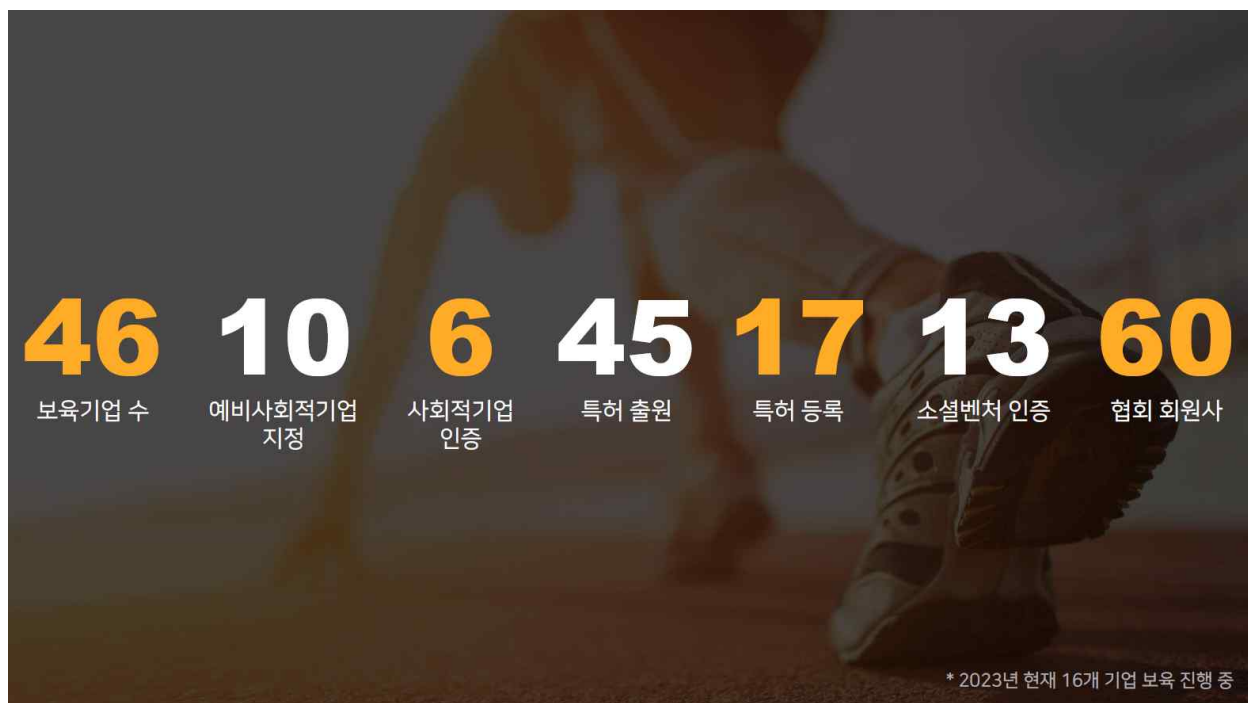 46 10 6 45 17 13 60
보육기업 수 예비사회적기업 사회적기업 특허 출원 특허 등록 소셜벤처 인증 협회 회원사
지정 인증
* 2023년 현재 16개 기업 보육 진행 중